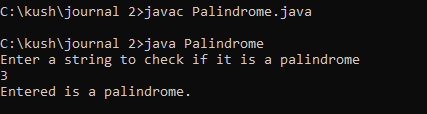 C:\kush\journal 2>javac Palindrome.java
C:\kush\journal 2>java Palindrome
Enter a string to check if it is a palindrome
3
Entered is a palindrome.